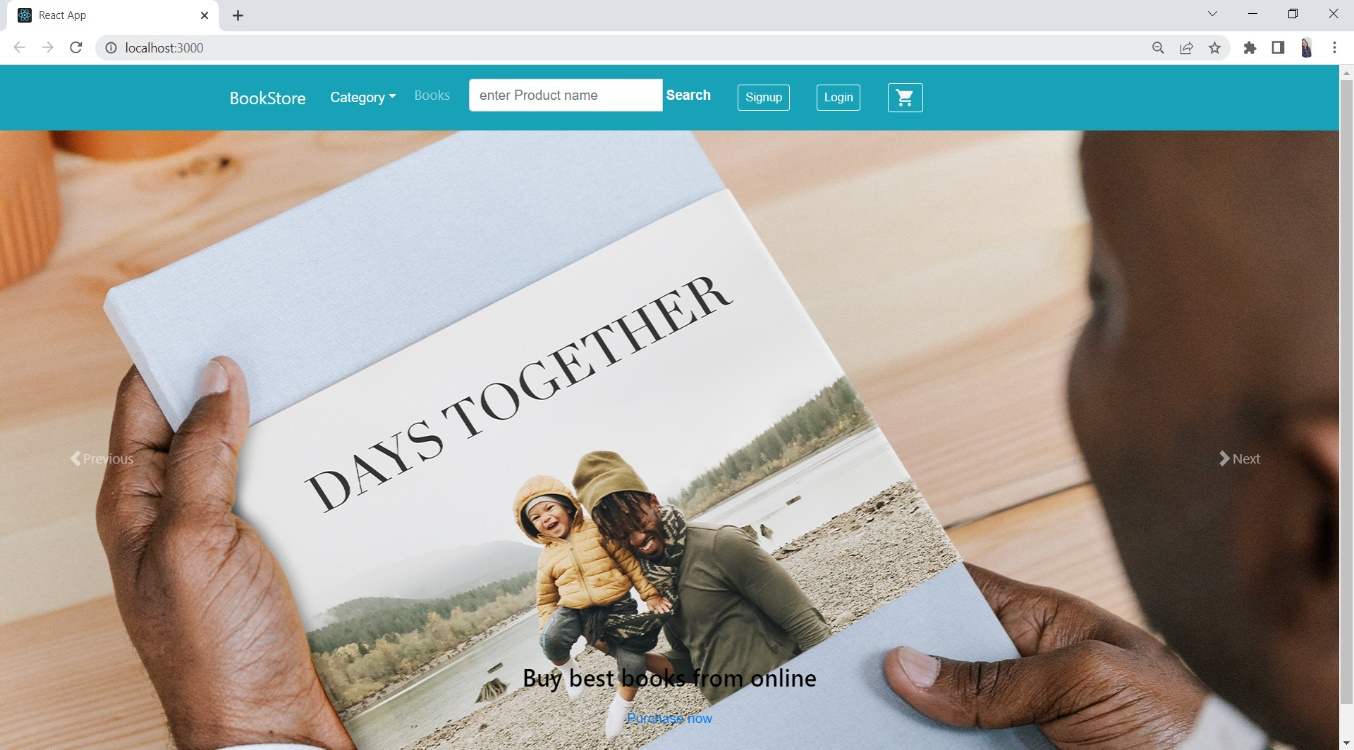 React App
localhost:3000
BookStore Category Books enter Product name Search Signup Login
DAYS TOGETHER
Previous Next
Buy best books from online
Purchase now